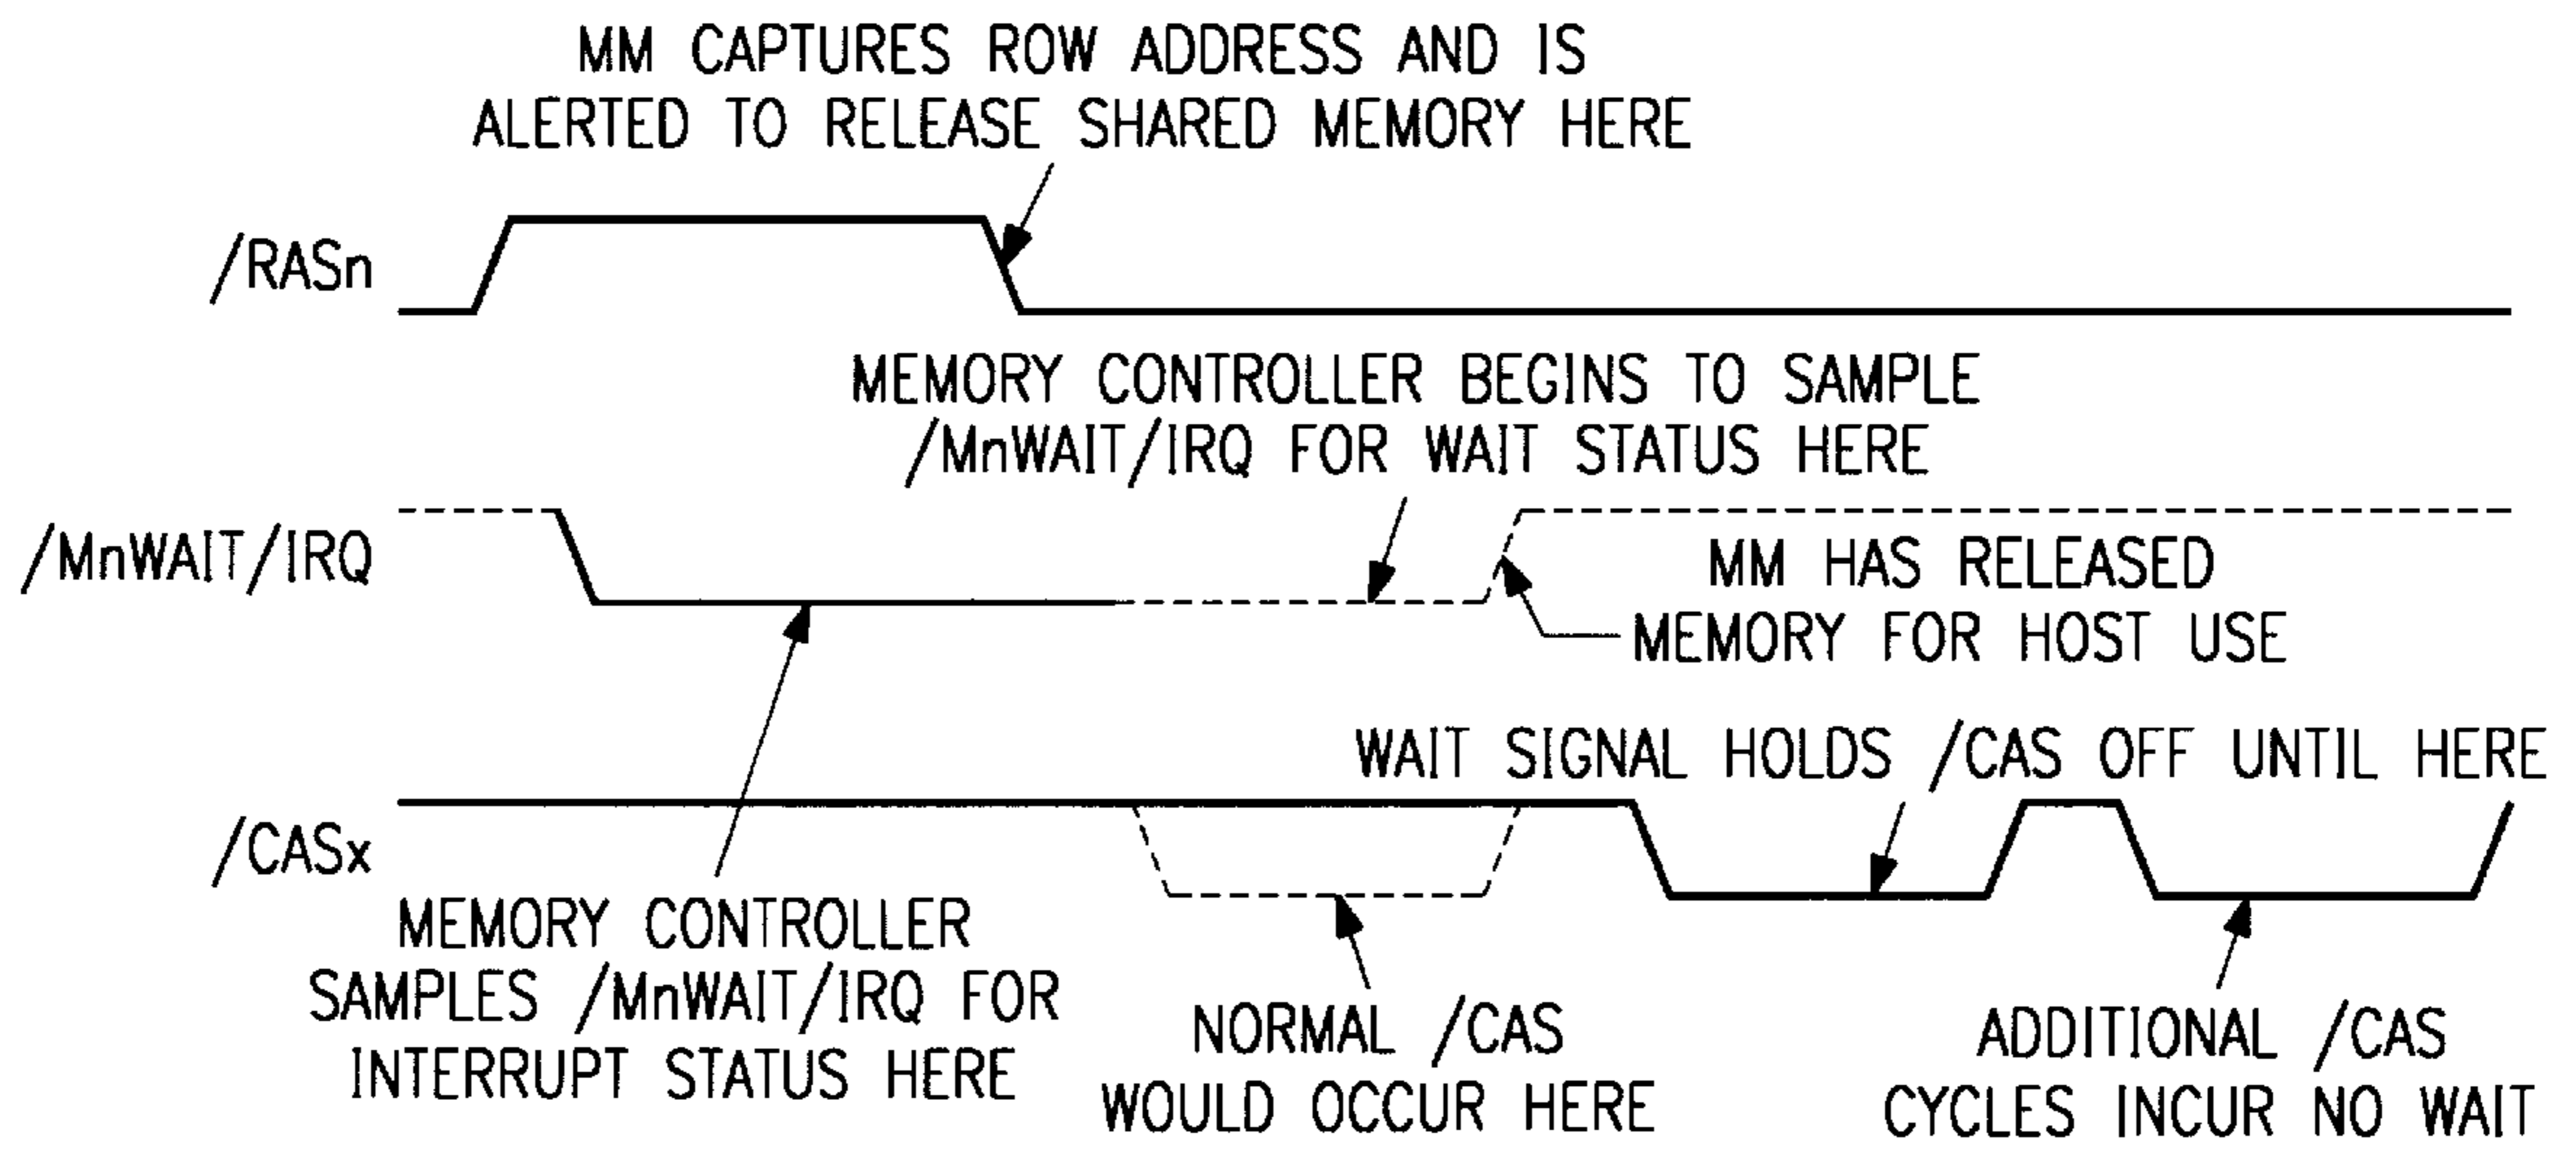 MM CAPTURES ROW ADDRESS AND IS
ALERTED TO RELEASE SHARED MEMORY HERE
/RASn
MEMORY CONTROLLER BEGINS TO SAMPLE
/MnWAIT/IRQ FOR WAIT STATUS HERE
/MnWAIT/IRQ
MM HAS RELEASED
MEMORY FOR HOST USE
WAIT SIGNAL HOLDS /CAS OFF UNTIL HERE
/CASx
MEMORY CONTROLLER
SAMPLES /MnWAIT/IRQ FOR
INTERRUPT STATUS HERE
NORMAL /CAS
WOULD OCCUR HERE
ADDITIONAL /CAS
CYCLES INCUR NO WAIT